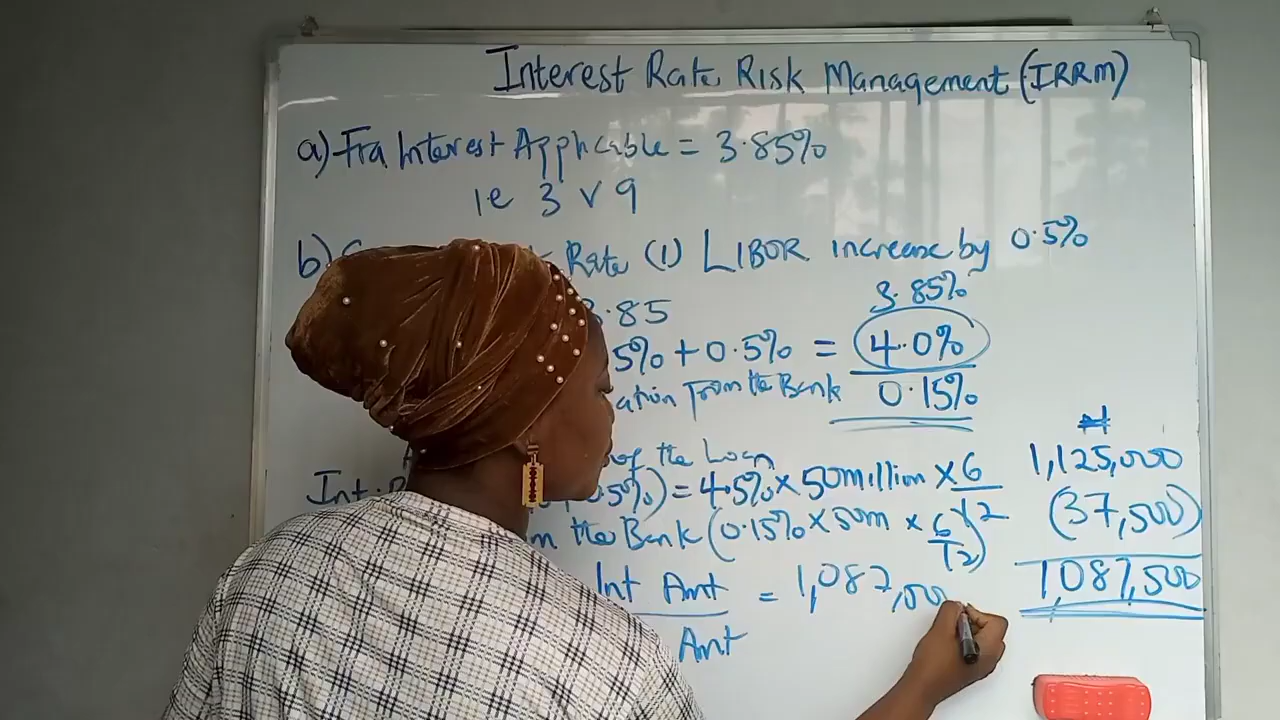 Interest Rate Risk Management (IRRM)
a) Fra Interest Applicable = 3.85%
ie 3 v 9
b) Rate (1) LIBOR increase by 0.5%
3.85%
.85
5% + 0.5% = 4.0%
from the Bank 0.15%
₦
of the Loan
Int. 0.5%) = 4.5% × 50million × 6/12 1,125,000
the Bank (0.15% × 50m × 6/12) (37,500)
Int Amt = 1,087,00 1,087,500
Amt